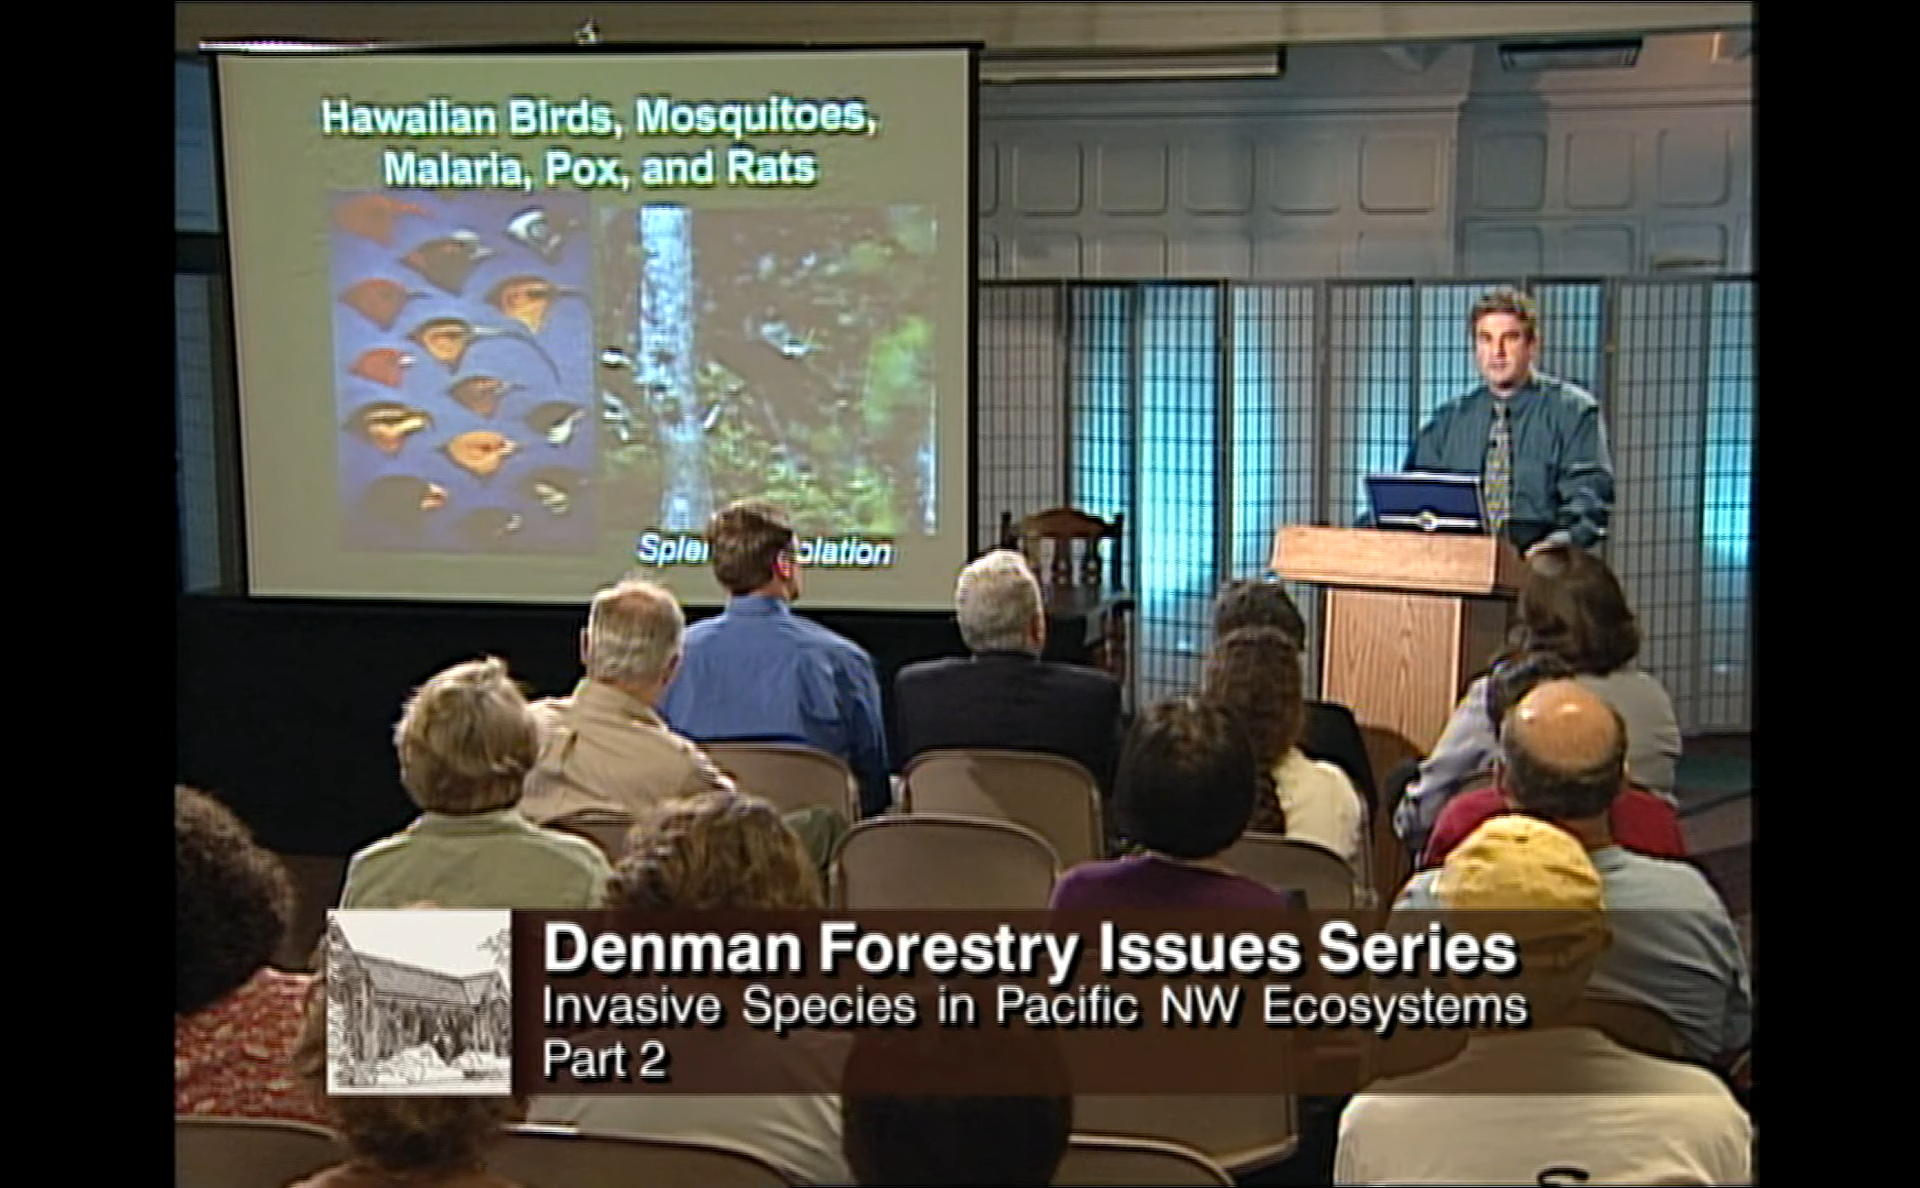 Hawaiian Birds, Mosquitoes,
Malaria, Pox, and Rats
Denman Forestry Issues Series
Invasive Species in Pacific NW Ecosystems
Part 2